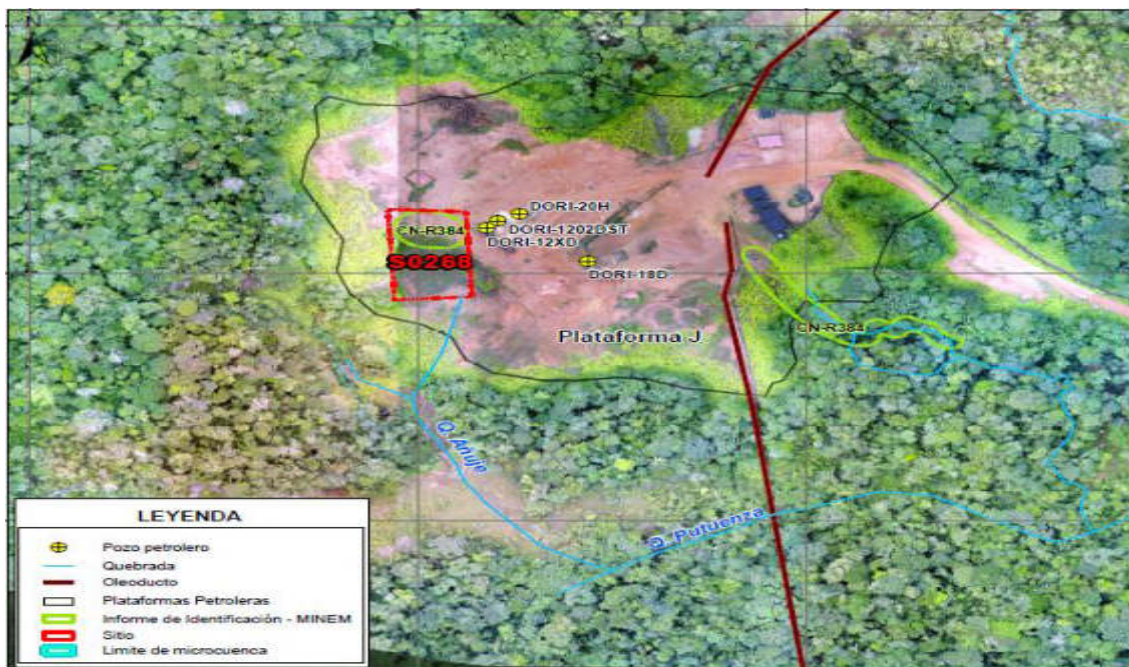 DORI-20H
CN-R384
DORI-1202DST
DORI-12XD
S0268
DORI-18D
CN-R384
Plataforma J
Q. Anuje
Q. Putuenza
LEYENDA
Pozo petrolero
Quebrada
Oleoducto
Plataformas Petroleras
Informe de Identificación - MINEM
Sitio
Limite de microcuenca